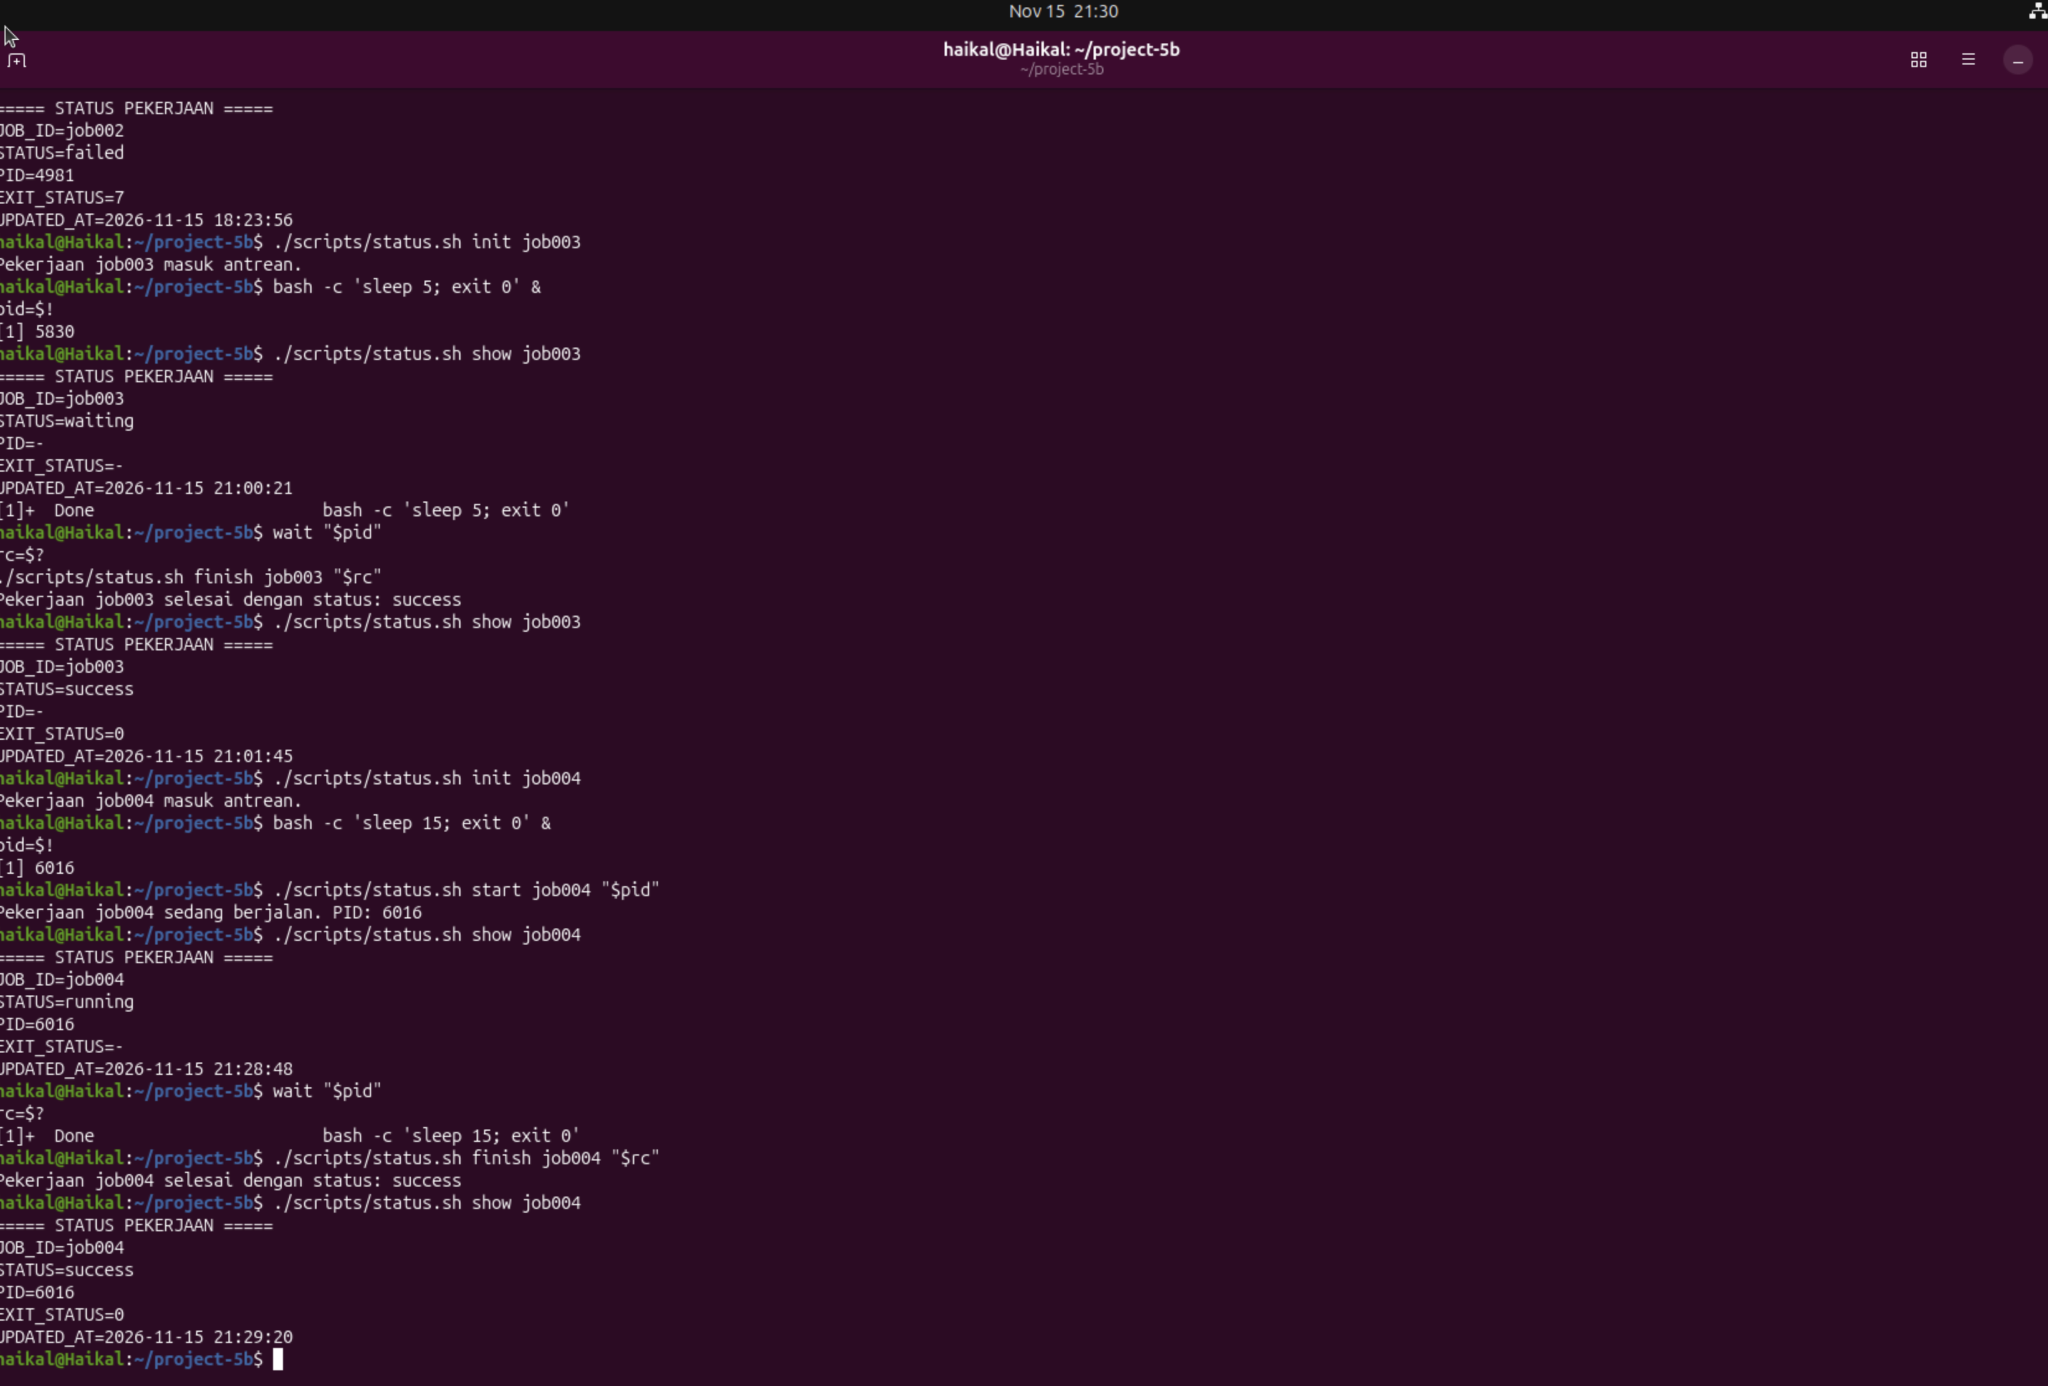 Nov 15 21:30
haikal@Haikal: ~/project-5b
~/project-5b
===== STATUS PEKERJAAN =====
JOB_ID=job002
STATUS=failed
PID=4981
EXIT_STATUS=7
UPDATED_AT=2026-11-15 18:23:56
haikal@Haikal:~/project-5b$ ./scripts/status.sh init job003
Pekerjaan job003 masuk antrean.
haikal@Haikal:~/project-5b$ bash -c 'sleep 5; exit 0' &
pid=$!
[1] 5830
haikal@Haikal:~/project-5b$ ./scripts/status.sh show job003
===== STATUS PEKERJAAN =====
JOB_ID=job003
STATUS=waiting
PID=-
EXIT_STATUS=-
UPDATED_AT=2026-11-15 21:00:21
[1]+  Done                       bash -c 'sleep 5; exit 0'
haikal@Haikal:~/project-5b$ wait "$pid"
rc=$?
./scripts/status.sh finish job003 "$rc"
Pekerjaan job003 selesai dengan status: success
haikal@Haikal:~/project-5b$ ./scripts/status.sh show job003
===== STATUS PEKERJAAN =====
JOB_ID=job003
STATUS=success
PID=-
EXIT_STATUS=0
UPDATED_AT=2026-11-15 21:01:45
haikal@Haikal:~/project-5b$ ./scripts/status.sh init job004
Pekerjaan job004 masuk antrean.
haikal@Haikal:~/project-5b$ bash -c 'sleep 15; exit 0' &
pid=$!
[1] 6016
haikal@Haikal:~/project-5b$ ./scripts/status.sh start job004 "$pid"
Pekerjaan job004 sedang berjalan. PID: 6016
haikal@Haikal:~/project-5b$ ./scripts/status.sh show job004
===== STATUS PEKERJAAN =====
JOB_ID=job004
STATUS=running
PID=6016
EXIT_STATUS=-
UPDATED_AT=2026-11-15 21:28:48
haikal@Haikal:~/project-5b$ wait "$pid"
rc=$?
[1]+  Done                       bash -c 'sleep 15; exit 0'
haikal@Haikal:~/project-5b$ ./scripts/status.sh finish job004 "$rc"
Pekerjaan job004 selesai dengan status: success
haikal@Haikal:~/project-5b$ ./scripts/status.sh show job004
===== STATUS PEKERJAAN =====
JOB_ID=job004
STATUS=success
PID=6016
EXIT_STATUS=0
UPDATED_AT=2026-11-15 21:29:20
haikal@Haikal:~/project-5b$